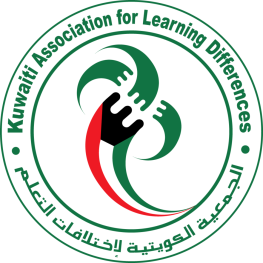 Kuwaiti Association for Learning Differences
الجمعية الكويتية لإختلافات التعلم